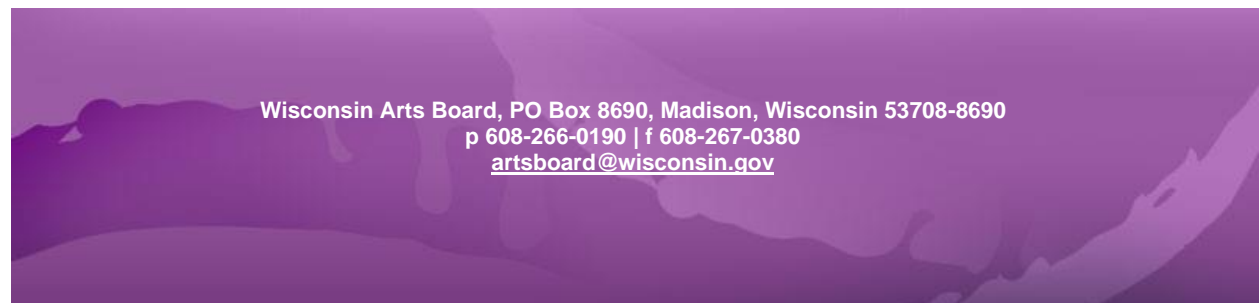 Wisconsin Arts Board, PO Box 8690, Madison, Wisconsin 53708-8690
p 608-266-0190 | f 608-267-0380
artsboard@wisconsin.gov